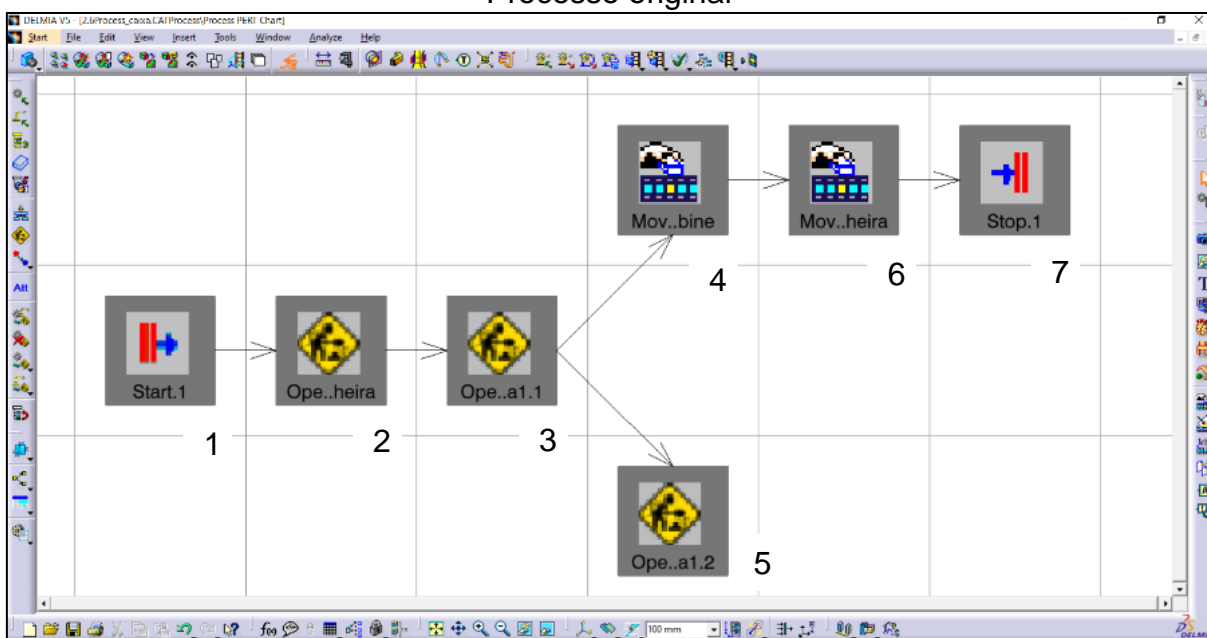 Processo original
DELMIA V5 - [2.6Process_caixa.CATProcess\Process PERT Chart]
Start File Edit View Insert Tools Window Analyze Help
Mov..bine
Mov..heira
Stop.1
4
6
7
Start.1
Ope..heira
Ope..a1.1
1
2
3
Ope..a1.2
5
Att
100 mm
DELMIA